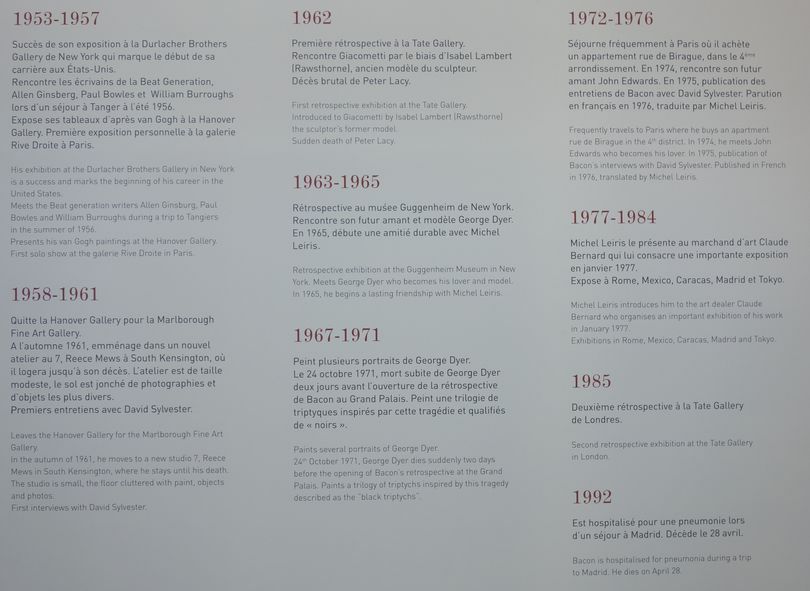 1953-1957
Succès de son exposition à la Durlacher Brothers
Gallery de New York qui marque le début de sa
carrière aux États-Unis.
Rencontre les écrivains de la Beat Generation,
Allen Ginsberg, Paul Bowles et William Burroughs
lors d'un séjour à Tanger à l'été 1956.
Expose ses tableaux d'après van Gogh à la Hanover
Gallery. Première exposition personnelle à la galerie
Rive Droite à Paris.
His exhibition at the Durlacher Brothers Gallery in New York
is a success and marks the beginning of his career in the
United States.
Meets the Beat generation writers Allen Ginsburg, Paul
Bowles and William Burroughs during a trip to Tangiers
in the summer of 1956.
Presents his van Gogh paintings at the Hanover Gallery.
First solo show at the galerie Rive Droite in Paris.
1958-1961
Quitte la Hanover Gallery pour la Marlborough
Fine Art Gallery.
A l'automne 1961, emménage dans un nouvel
atelier au 7, Reece Mews à South Kensington, où
il logera jusqu'à son décès. L'atelier est de taille
modeste, le sol est jonché de photographies et
d'objets les plus divers.
Premiers entretiens avec David Sylvester.
Leaves the Hanover Gallery for the Marlborough Fine Art
Gallery.
In the autumn of 1961, he moves to a new studio 7, Reece
Mews in South Kensington, where he stays until his death.
The studio is small, the floor cluttered with paint, objects
and photos.
First interviews with David Sylvester.
1962
Première rétrospective à la Tate Gallery.
Rencontre Giacometti par le biais d'Isabel Lambert
(Rawsthorne), ancien modèle du sculpteur.
Décès brutal de Peter Lacy.
First retrospective exhibition at the Tate Gallery.
Introduced to Giacometti by Isabel Lambert (Rawsthorne)
the sculptor's former model.
Sudden death of Peter Lacy.
1963-1965
Rétrospective au musée Guggenheim de New York.
Rencontre son futur amant et modèle George Dyer.
En 1965, débute une amitié durable avec Michel
Leiris.
Retrospective exhibition at the Guggenheim Museum in New
York. Meets George Dyer who becomes his lover and model.
In 1965, he begins a lasting friendship with Michel Leiris.
1967-1971
Peint plusieurs portraits de George Dyer.
Le 24 octobre 1971, mort subite de George Dyer
deux jours avant l'ouverture de la rétrospective
de Bacon au Grand Palais. Peint une trilogie de
triptyques inspirés par cette tragédie et qualifiés
de « noirs ».
Paints several portraits of George Dyer.
24th October 1971, George Dyer dies suddenly two days
before the opening of Bacon's retrospective at the Grand
Palais. Paints a trilogy of triptychs inspired by this tragedy
described as the "black triptychs".
1972-1976
Séjourne fréquemment à Paris où il achète
un appartement rue de Birague, dans le 4ème
arrondissement. En 1974, rencontre son futur
amant John Edwards. En 1975, publication des
entretiens de Bacon avec David Sylvester. Parution
en français en 1976, traduite par Michel Leiris.
Frequently travels to Paris where he buys an apartment
rue de Birague in the 4th district. In 1974, he meets John
Edwards who becomes his lover. In 1975, publication of
Bacon's interviews with David Sylvester. Published in French
in 1976, translated by Michel Leiris.
1977-1984
Michel Leiris le présente au marchand d'art Claude
Bernard qui lui consacre une importante exposition
en janvier 1977.
Expose à Rome, Mexico, Caracas, Madrid et Tokyo.
Michel Leiris introduces him to the art dealer Claude
Bernard who organises an important exhibition of his work
in January 1977.
Exhibitions in Rome, Mexico, Caracas, Madrid and Tokyo.
1985
Deuxième rétrospective à la Tate Gallery
de Londres.
Second retrospective exhibition at the Tate Gallery
in London.
1992
Est hospitalisé pour une pneumonie lors
d'un séjour à Madrid. Décède le 28 avril.
Bacon is hospitalised for pneumonia during a trip
to Madrid. He dies on April 28.